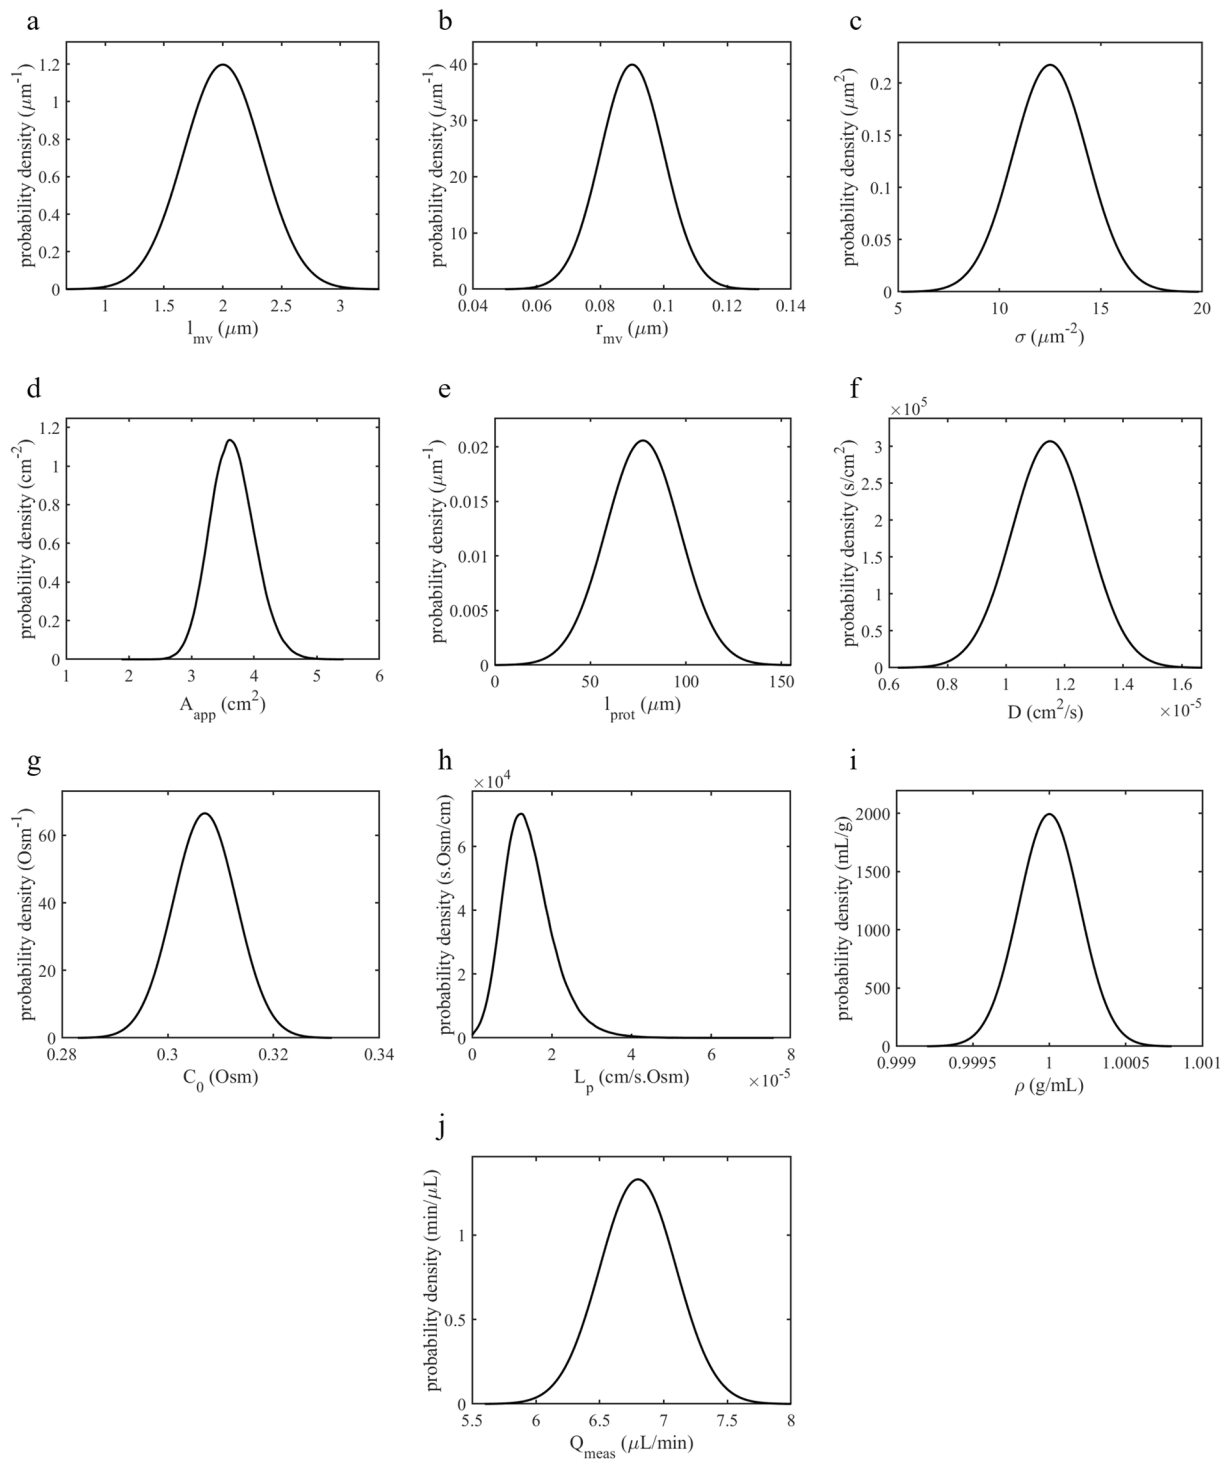 a
probability density (μm⁻¹)
1.2
1
0.8
0.6
0.4
0.2
0
1 1.5 2 2.5 3
l_mv (μm)
b
probability density (μm⁻¹)
40
30
20
10
0
0.04 0.06 0.08 0.1 0.12 0.14
r_mv (μm)
c
probability density (μm²)
0.2
0.15
0.1
0.05
0
5 10 15 20
σ (μm⁻²)
d
probability density (cm⁻²)
1.2
1
0.8
0.6
0.4
0.2
0
1 2 3 4 5 6
A_app (cm²)
e
probability density (μm⁻¹)
0.02
0.015
0.01
0.005
0
0 50 100 150
l_prot (μm)
f
×10⁵
probability density (s/cm²)
3
2.5
2
1.5
1
0.5
0
0.6 0.8 1 1.2 1.4 1.6
D (cm²/s)
×10⁻⁵
g
probability density (Osm⁻¹)
60
40
20
0
0.28 0.3 0.32 0.34
C₀ (Osm)
h
×10⁴
probability density (s.Osm/cm)
6
4
2
0
0 2 4 6 8
L_p (cm/s.Osm)
×10⁻⁵
i
probability density (mL/g)
2000
1500
1000
500
0
0.999 0.9995 1 1.0005 1.001
ρ (g/mL)
j
probability density (min/μL)
1
0.5
0
5.5 6 6.5 7 7.5 8
Q_meas (μL/min)